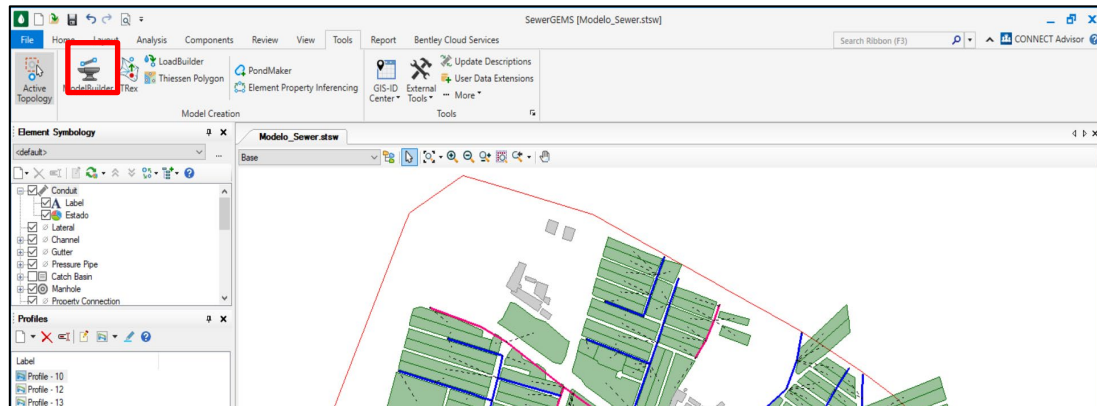 SewerGEMS [Modelo_Sewer.stsw]
File Home Layout Analysis Components Review View Tools Report Bentley Cloud Services
Search Ribbon (F3)
CONNECT Advisor
Active
Topology
ModelBuilder
TRex
LoadBuilder
Thiessen Polygon
PondMaker
Element Property Inferencing
Model Creation
GIS-ID
Center
External
Tools
Update Descriptions
User Data Extensions
More
Tools
Element Symbology
<default>
Conduit
Label
Estado
Lateral
Channel
Gutter
Pressure Pipe
Catch Basin
Manhole
Property Connection
Profiles
Label
Profile - 10
Profile - 12
Profile - 13
Modelo_Sewer.stsw
Base